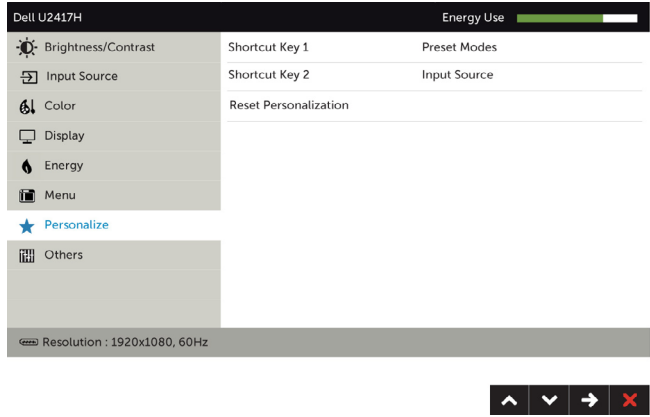 Dell U2417H Energy Use
Brightness/Contrast Shortcut Key 1 Preset Modes
Input Source Shortcut Key 2 Input Source
Color Reset Personalization
Display
Energy
Menu
Personalize
Others
Resolution : 1920x1080, 60Hz